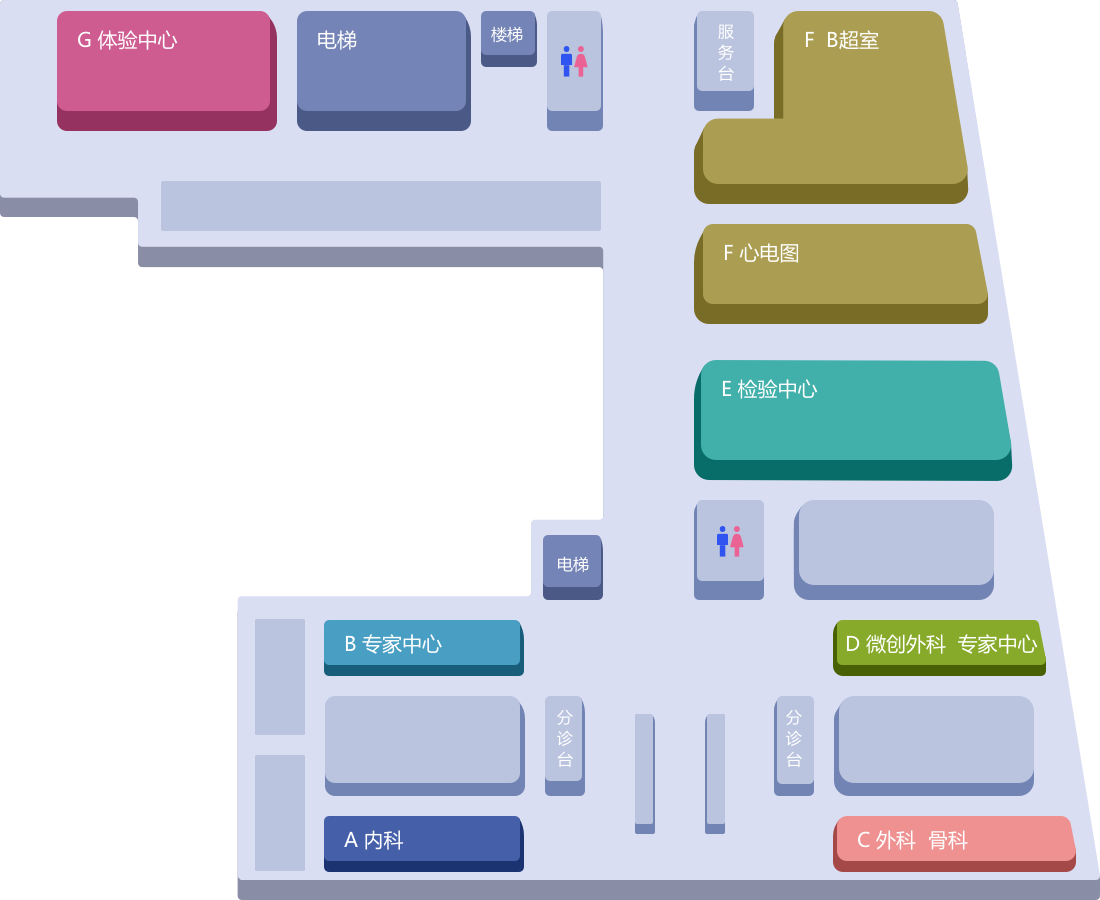 G 体验中心
电梯
楼梯
服务台
F B超室
F 心电图
E 检验中心
电梯
B 专家中心
D 微创外科 专家中心
分诊台
分诊台
A 内科
C 外科 骨科